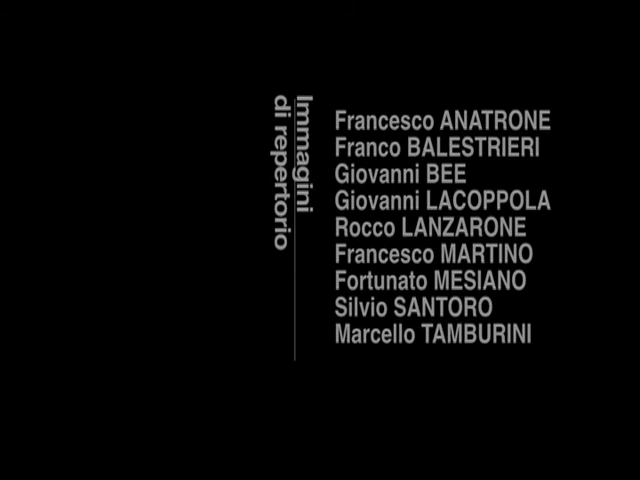 Immagini
di repertorio
Francesco ANATRONE
Franco BALESTRIERI
Giovanni BEE
Giovanni LACOPPOLA
Rocco LANZARONE
Francesco MARTINO
Fortunato MESIANO
Silvio SANTORO
Marcello TAMBURINI